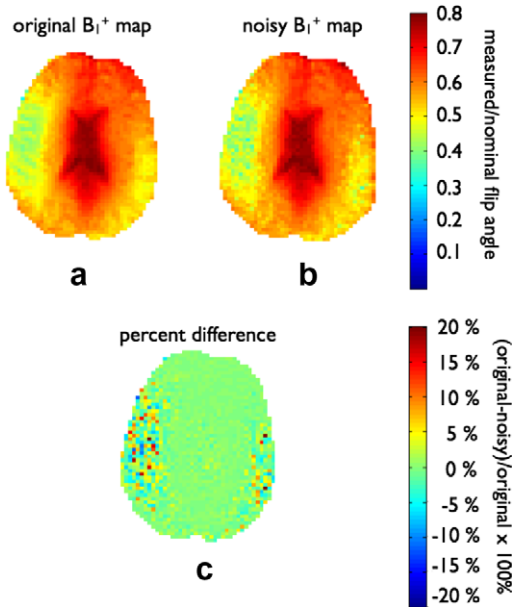 original B₁⁺ map
noisy B₁⁺ map
0.8
0.7
0.6
0.5
0.4
0.3
0.2
0.1
measured/nominal flip angle
a
b
percent difference
20 %
15 %
10 %
5 %
0 %
-5 %
-10 %
-15 %
-20 %
(original-noisy)/original x 100%
c